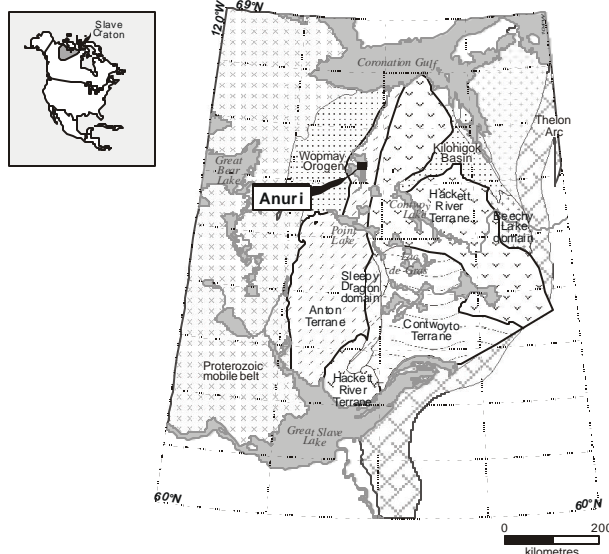 Slave
Craton
120°W
69°N
Coronation Gulf
Thelon
Arc
Wopmay
Orogen
Kilohigok
Basin
Great
Bear
Lake
Anuri
Hackett
River
Terrane
Contwoyto
Lake
Beechy
Lake
domain
Point
Lake
Lac
de Gras
Sleepy
Dragon
domain
Anton
Terrane
Contwoyto
Terrane
Proterozoic
mobile belt
Hackett
River
Terrane
Great Slave
Lake
60°N
60°N
0
200
kilometres